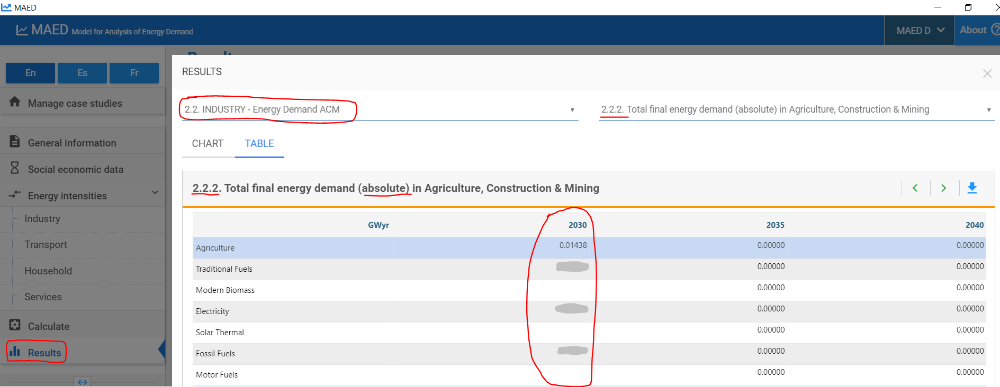 MAED
MAED Model for Analysis of Energy Demand
MAED D
About
En
Es
Fr
Manage case studies
General information
Social economic data
Energy intensities
Industry
Transport
Household
Services
Calculate
Results
RESULTS
2.2. INDUSTRY - Energy Demand ACM
2.2.2. Total final energy demand (absolute) in Agriculture, Construction & Mining
CHART TABLE
2.2.2. Total final energy demand (absolute) in Agriculture, Construction & Mining
GWyr 2030 2035 2040
Agriculture 0.01438 0.00000 0.00000
Traditional Fuels 0.00000 0.00000
Modern Biomass 0.00000 0.00000
Electricity 0.00000 0.00000
Solar Thermal 0.00000 0.00000
Fossil Fuels 0.00000 0.00000
Motor Fuels 0.00000 0.00000